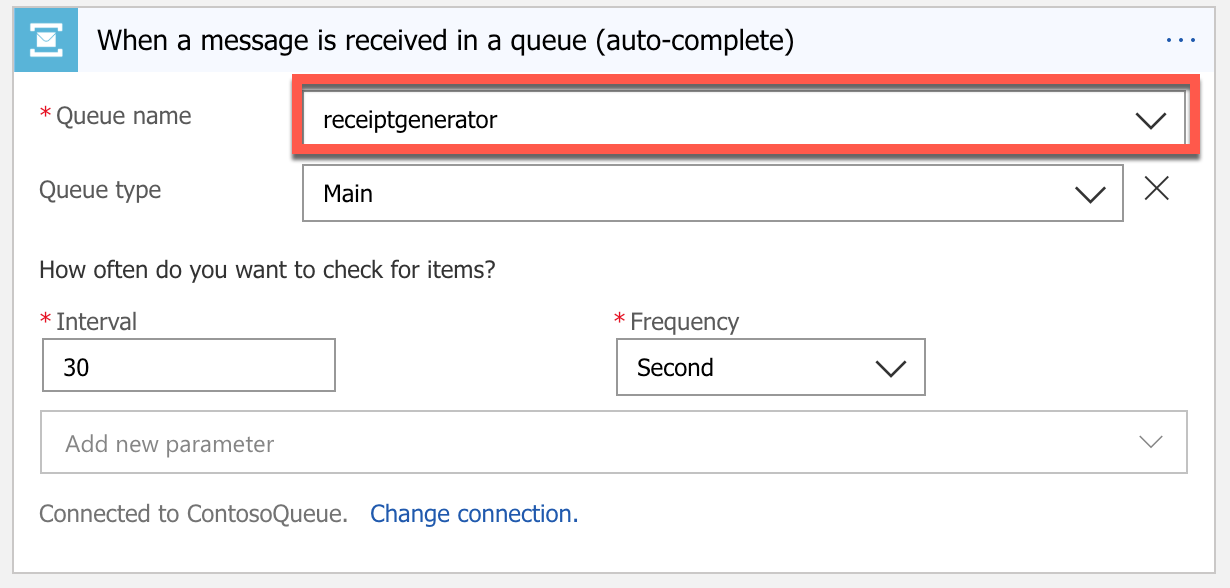 When a message is received in a queue (auto-complete)
* Queue name
receiptgenerator
Queue type
Main
How often do you want to check for items?
* Interval
* Frequency
30
Second
Add new parameter
Connected to ContosoQueue. Change connection.